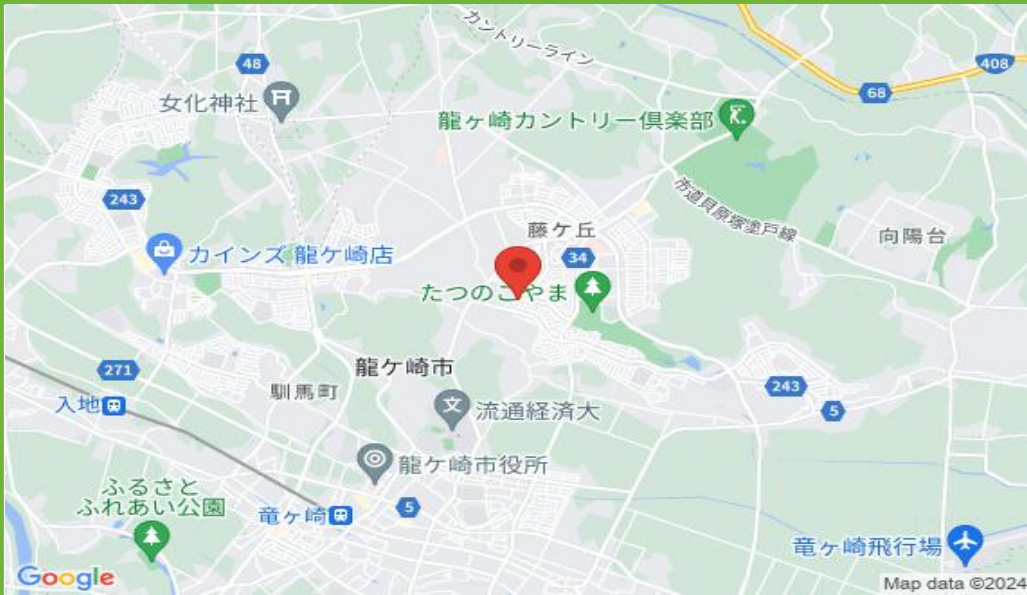 カントリーライン
408
48
68
女化神社
龍ヶ崎カントリー倶楽部
243
市道貝原塚塗戸線
藤ケ丘
向陽台
カインズ 龍ケ崎店
34
たつのこやま
龍ケ崎市
271
馴馬町
243
入地
5
流通経済大
龍ケ崎市役所
ふるさと
ふれあい公園
5
竜ヶ崎
竜ヶ崎飛行場
Google
Map data ©2024